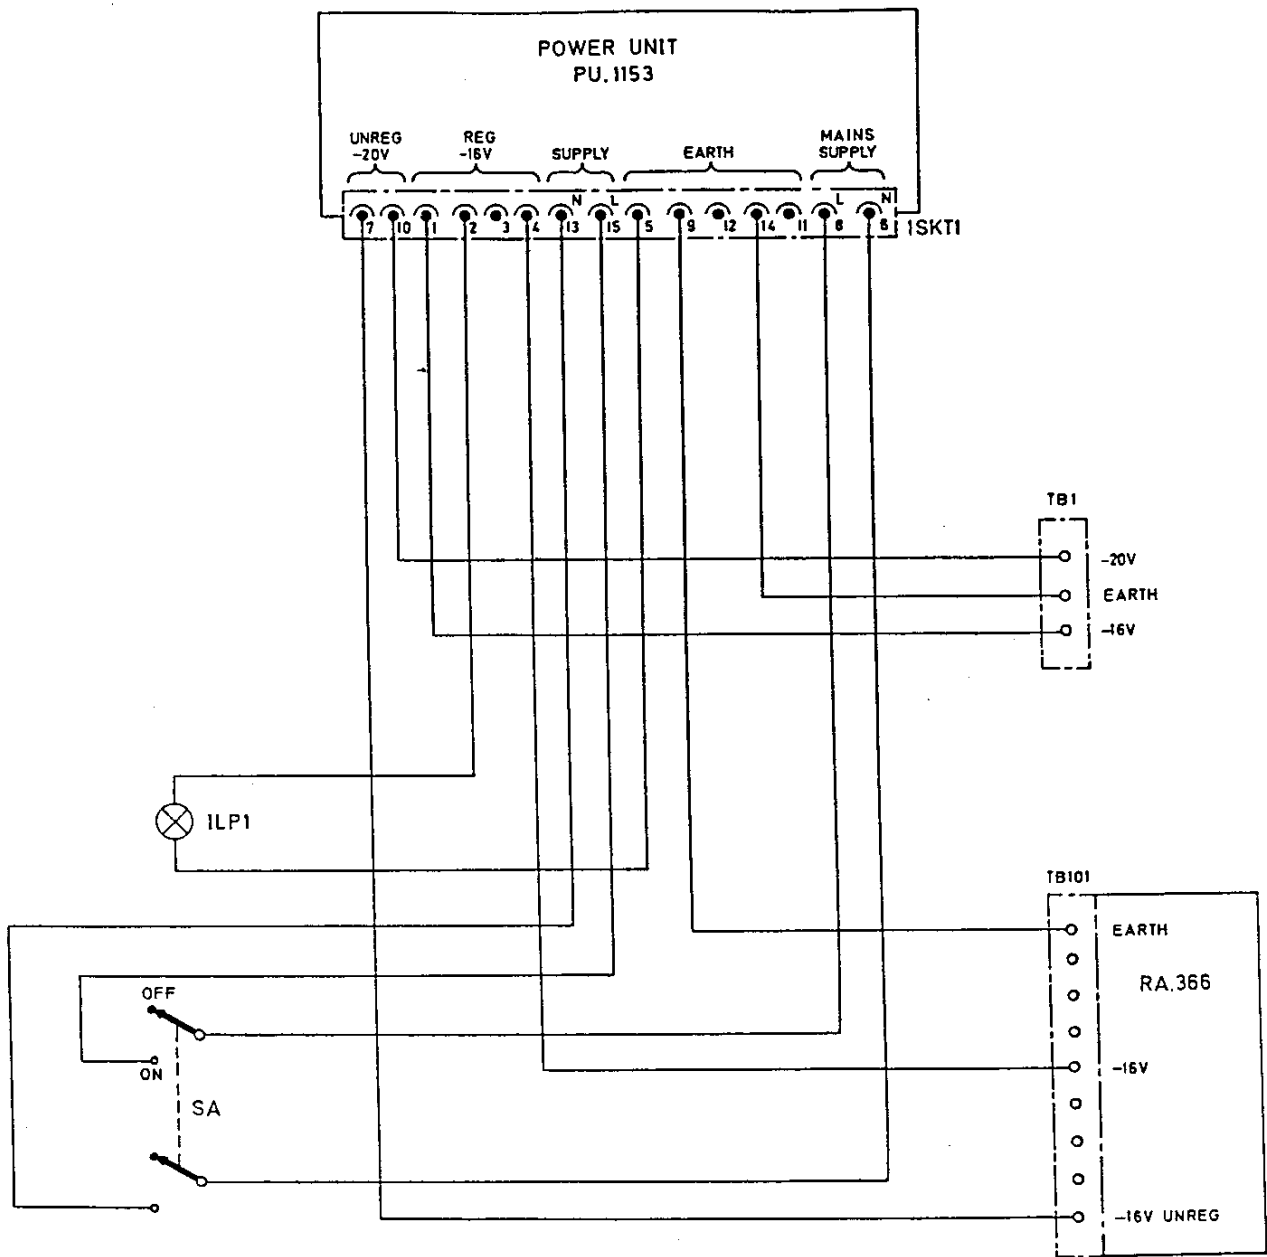 POWER UNIT
PU.1153
UNREG
-20V
REG
-16V
SUPPLY
EARTH
MAINS
SUPPLY
N L L N
7 10 1 2 3 4 13 15 5 9 12 14 11 8 6
1SKT1
TB1
-20V
EARTH
-16V
ILP1
TB101
EARTH
RA.366
OFF
ON
-16V
SA
-16V UNREG